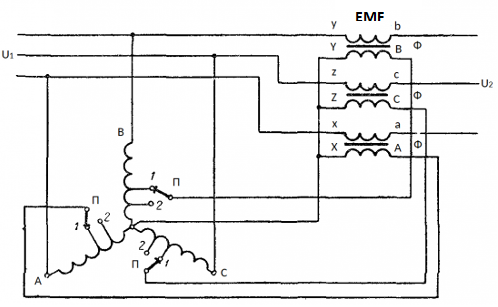 EMF
y b
Y B Φ
U₁
z c
Z C Φ
U₂
x a
X A Φ
B
1 П
2
П
1 2
2 1
П
A
C